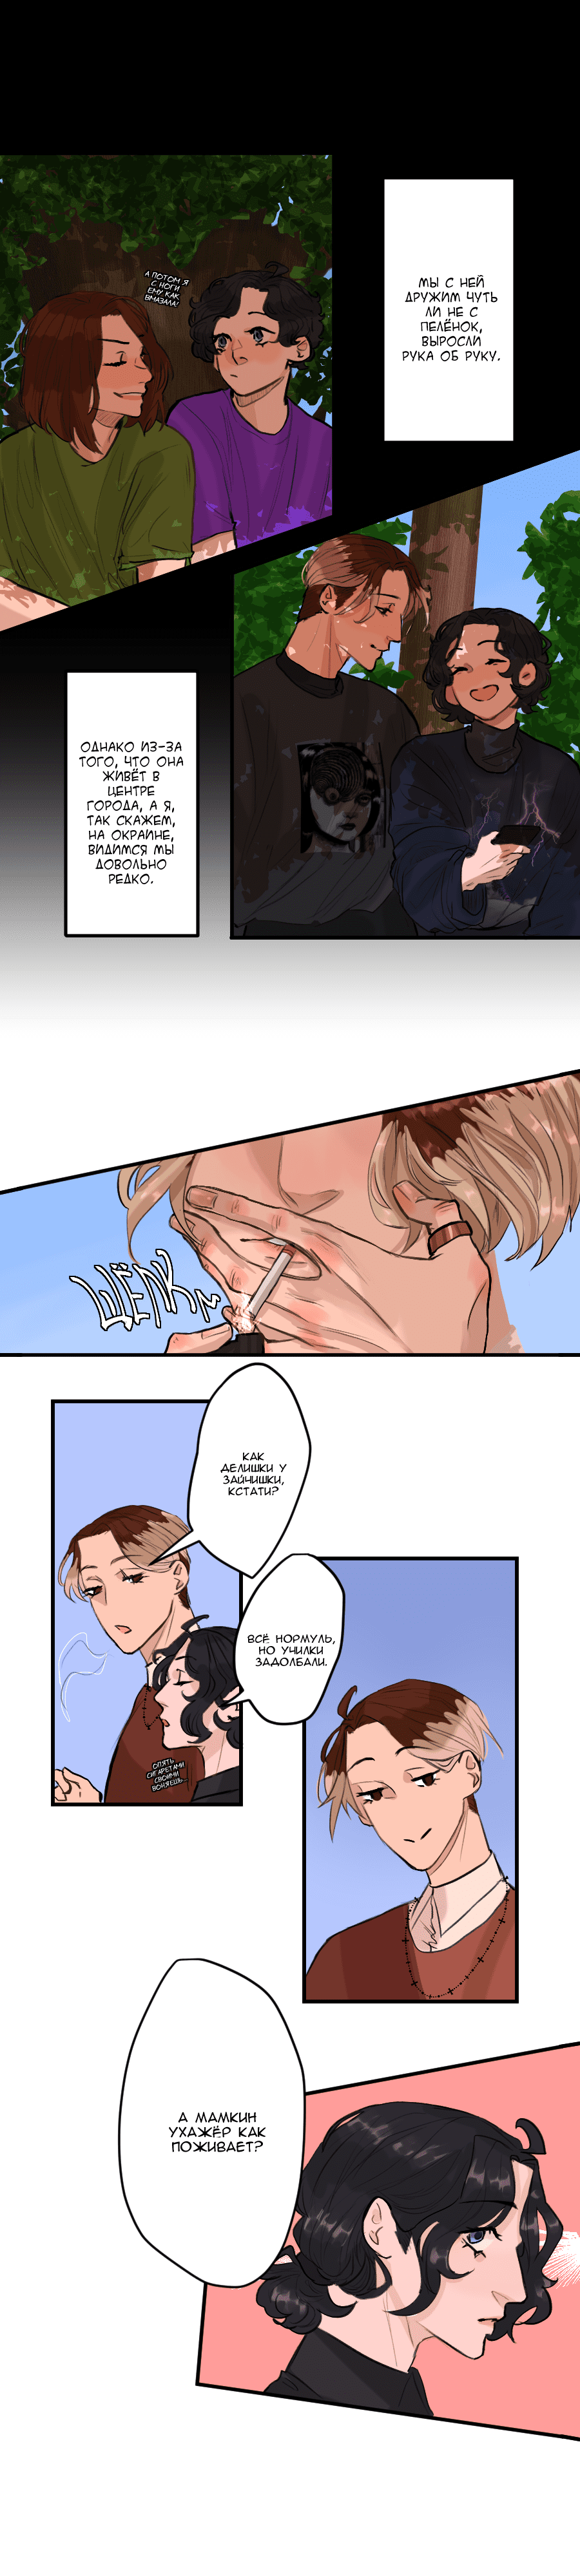 МЫ С НЕЙ
ДРУЖИМ ЧУТЬ
ЛИ НЕ С
ПЕЛЁНОК,
ВЫРОСЛИ
РУКА ОБ РУКУ.
А ПОТОМ Я
С НОГИ
ЕМУ КАК
ВМАЗАЛА!
ОДНАКО ИЗ-ЗА
ТОГО, ЧТО ОНА
ЖИВЁТ В
ЦЕНТРЕ
ГОРОДА, А Я,
ТАК СКАЖЕМ,
НА ОКРАИНЕ,
ВИДИМСЯ МЫ
ДОВОЛЬНО
РЕДКО.
ЩЁЛК
КАК
ДЕЛИШКИ У
ЗАЙЧИШКИ,
КСТАТИ?
ВСЁ НОРМУЛЬ,
НО УЧИЛКИ
ЗАДОЛБАЛИ.
ОПЯТЬ
СИГАРЕТАМИ
СВОИМИ
ВОНЯЕШЬ...
А МАМКИН
УХАЖЁР КАК
ПОЖИВАЕТ?